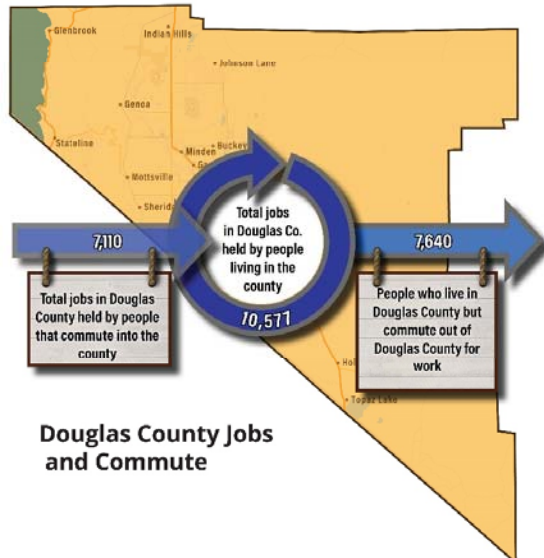 Glenbrook
Indian Hills
Johnson Lane
Genoa
Stateline
Minden
Mottsville
7,110
Total jobs
in Douglas Co.
held by people
living in the
county
10,577
7,640
Total jobs in Douglas
County held by people
that commute into the
county
People who live in
Douglas County but
commute out of
Douglas County for
work
Topaz Lake
Douglas County Jobs
and Commute